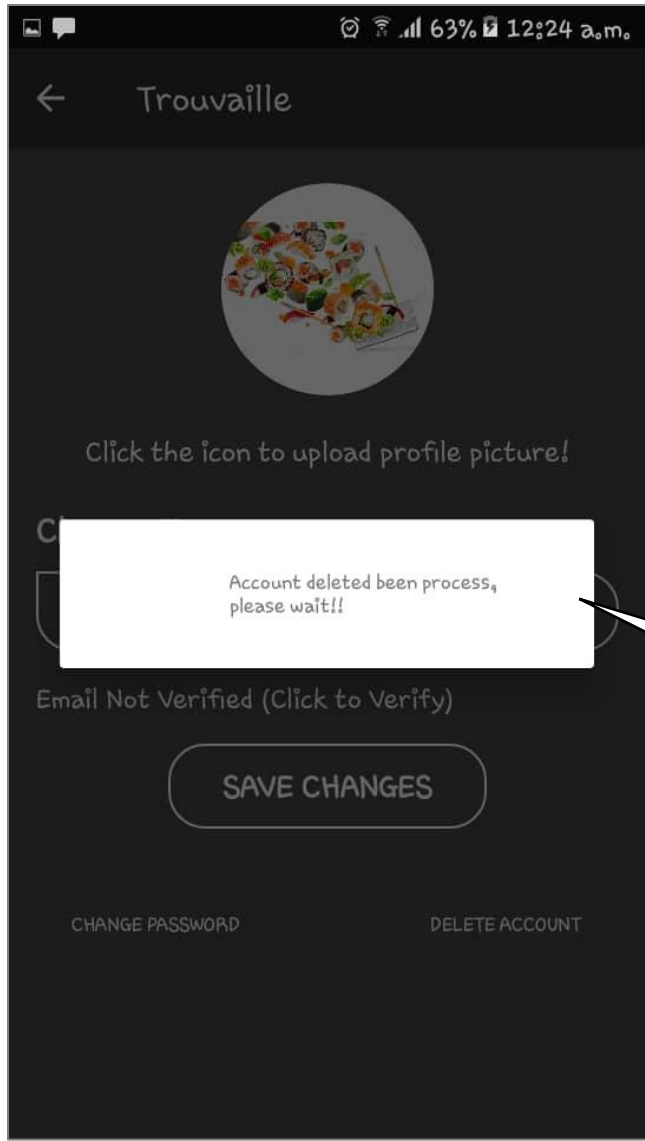 63% 12:24 a.m.
Trouvaille
Click the icon to upload profile picture!
Account deleted been process,
please wait!!
Email Not Verified (Click to Verify)
SAVE CHANGES
CHANGE PASSWORD DELETE ACCOUNT